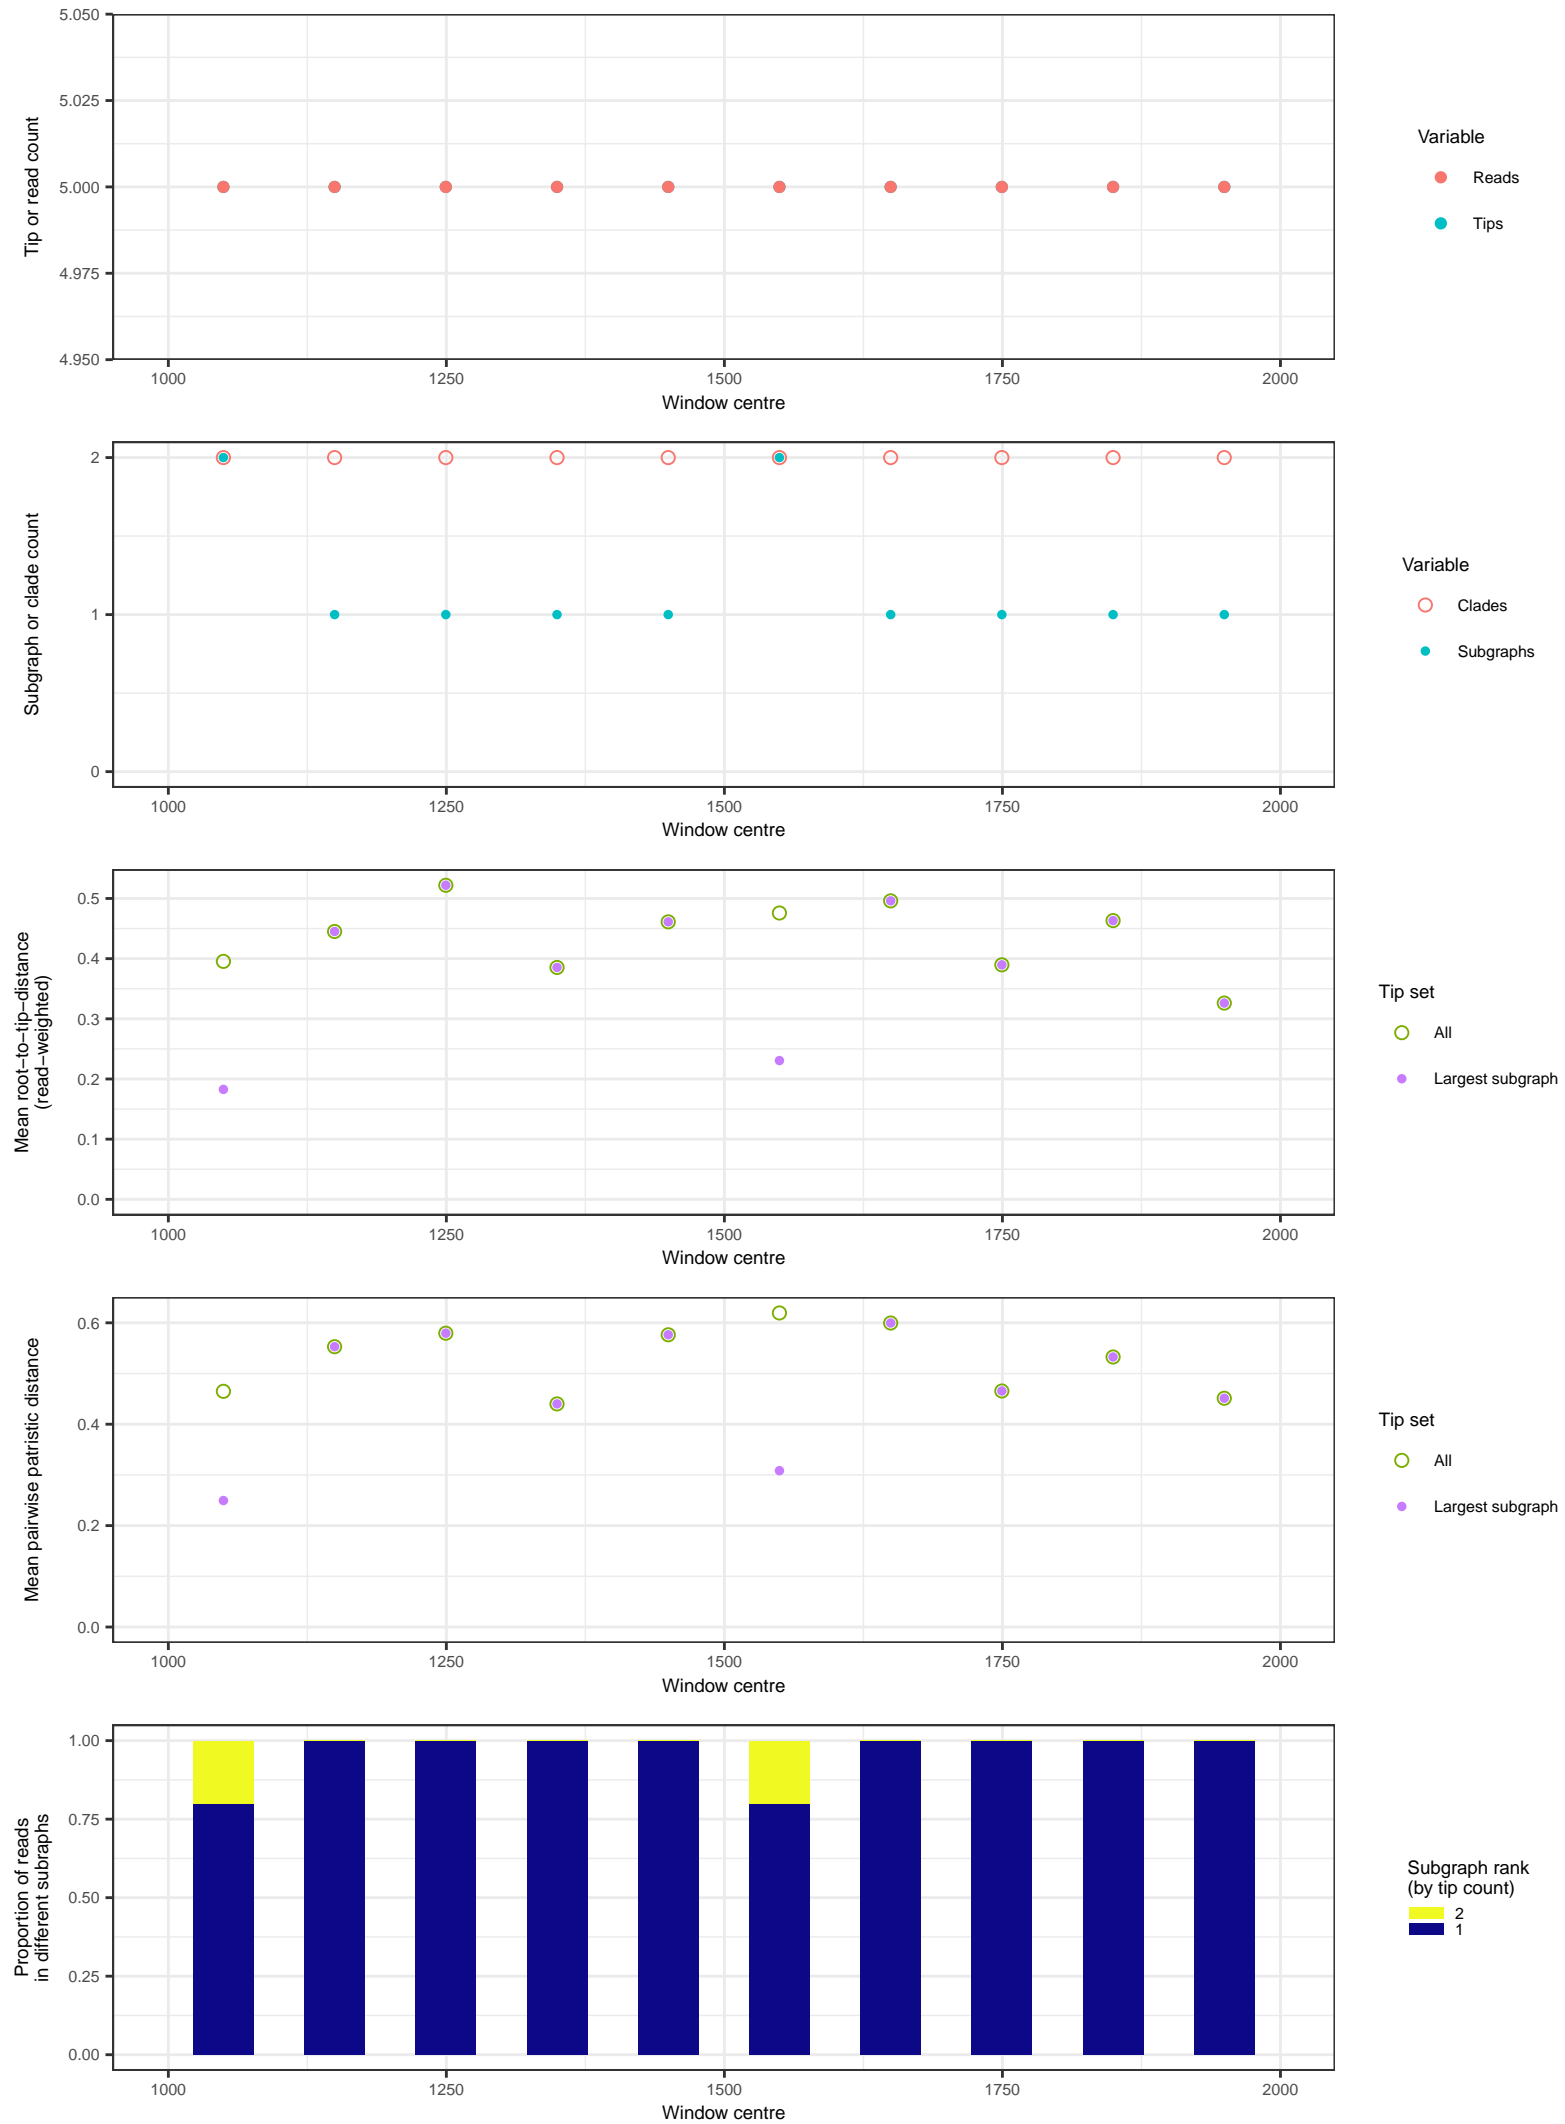 5.050
5.025
5.000
4.975
4.950
Tip or read count
1000 1250 1500 1750 2000
Window centre
Variable
Reads
Tips
2
1
0
Subgraph or clade count
1000 1250 1500 1750 2000
Window centre
Variable
Clades
Subgraphs
0.5
0.4
0.3
0.2
0.1
0.0
Mean root−to−tip−distance
(read−weighted)
1000 1250 1500 1750 2000
Window centre
Tip set
All
Largest subgraph
0.6
0.4
0.2
0.0
Mean pairwise patristic distance
1000 1250 1500 1750 2000
Window centre
Tip set
All
Largest subgraph
1.00
0.75
0.50
0.25
0.00
Proportion of reads
in different subraphs
1000 1250 1500 1750 2000
Window centre
Subgraph rank
(by tip count)
2
1